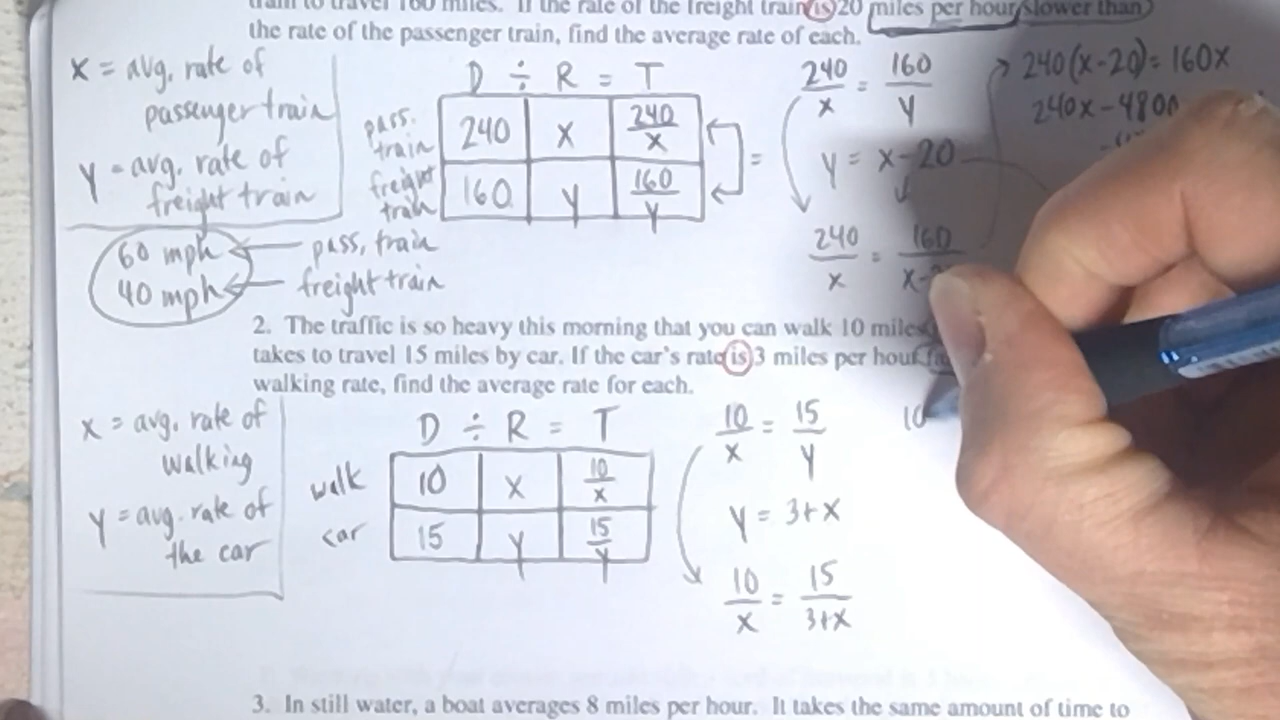 train to travel 160 miles. If the rate of the freight train is 20 miles per hour slower than
the rate of the passenger train, find the average rate of each.
x = avg. rate of
passenger train
y = avg. rate of
freight train
D ÷ R = T
pass. train 240 x 240/x
freight train 160 y 160/y
=
240/x = 160/y
y = x-20
240/x = 160/x-
240(x-20) = 160x
240x - 480
60 mph ← pass, train
40 mph ← freight train
2. The traffic is so heavy this morning that you can walk 10 miles
takes to travel 15 miles by car. If the car's rate is 3 miles per hour
walking rate, find the average rate for each.
x = avg. rate of
walking
y = avg. rate of
the car
D ÷ R = T
walk 10 x 10/x
car 15 y 15/y
10/x = 15/y
y = 3+x
10/x = 15/3+x
10
3. In still water, a boat averages 8 miles per hour. It takes the same amount of time to